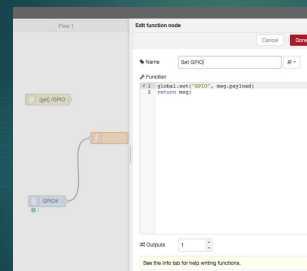 Flow 1
Edit function node
Cancel
Done
Name
Set GPIO
Function
1 global.set("GPIO", msg.payload)
2 return msg;
[get] /GPIO
GPIO4
1
Outputs
1
See the Info tab for help writing functions.